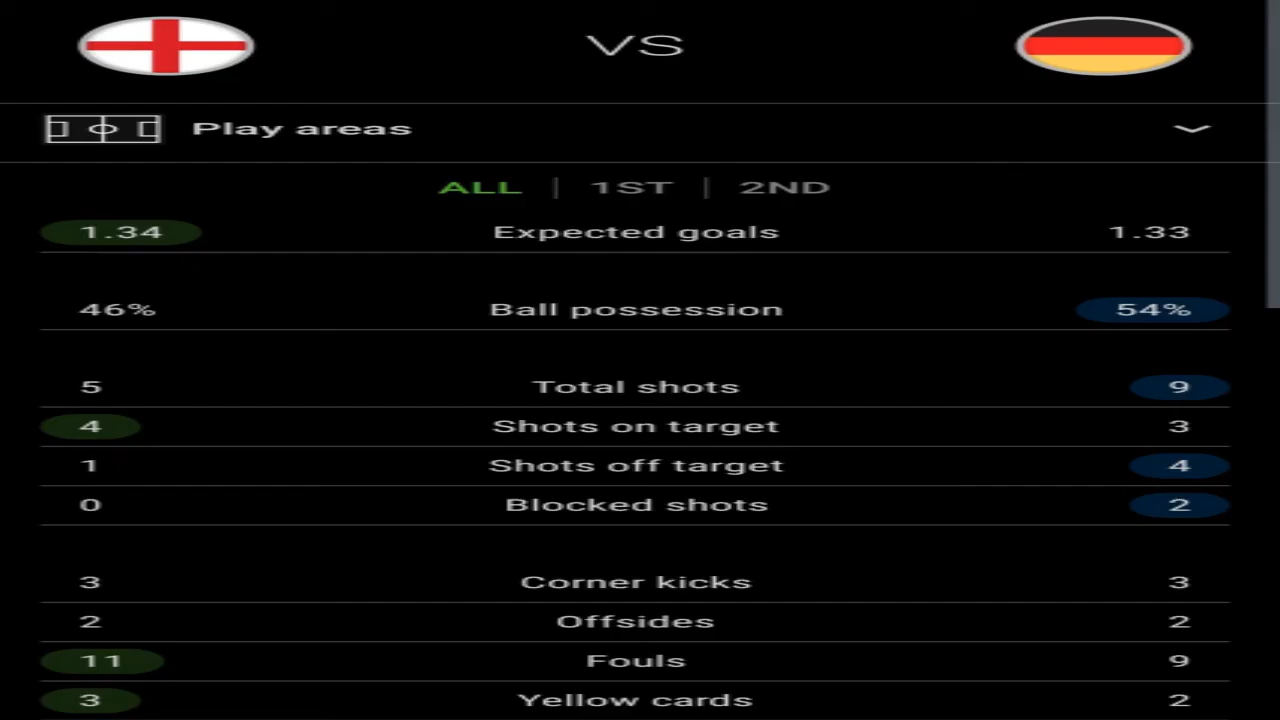 VS
Play areas
ALL | 1ST | 2ND
1.34 Expected goals 1.33
46% Ball possession 54%
5 Total shots 9
4 Shots on target 3
1 Shots off target 4
0 Blocked shots 2
3 Corner kicks 3
2 Offsides 2
11 Fouls 9
3 Yellow cards 2